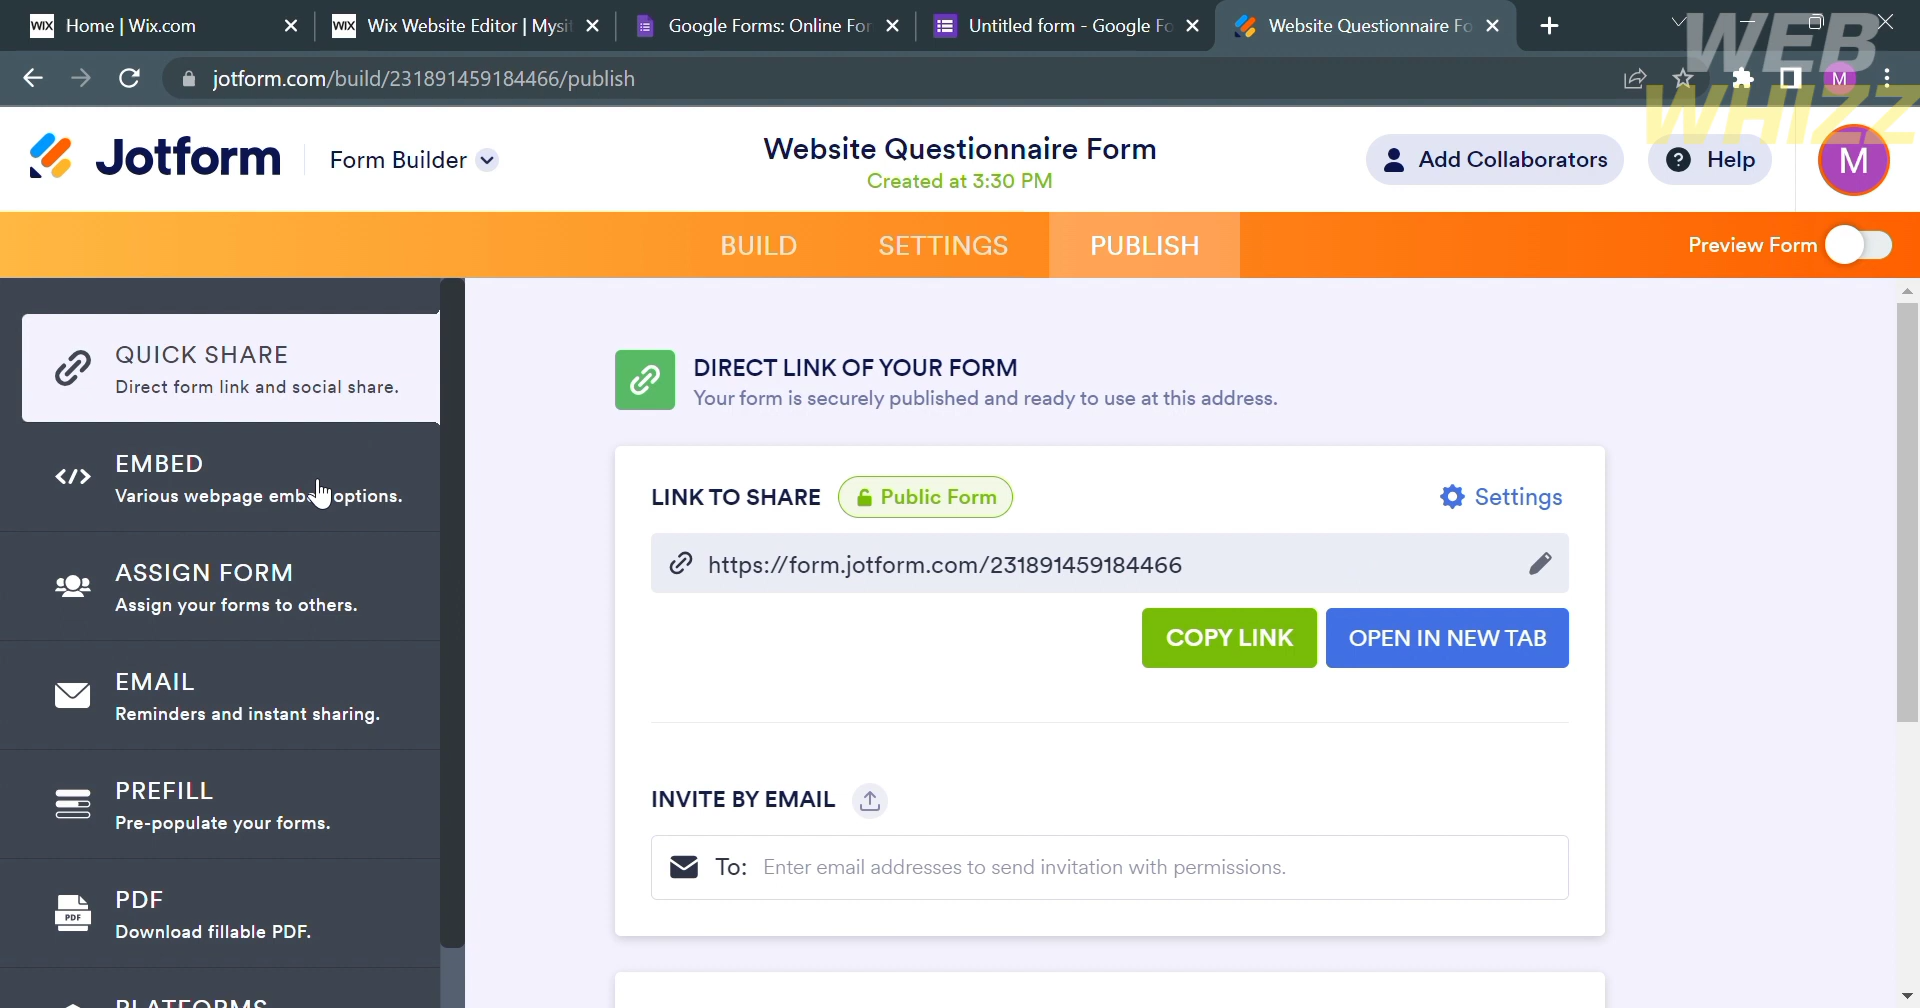 WIX Home | Wix.com
WIX Wix Website Editor | Mysi
Google Forms: Online For
Untitled form - Google Fo
Website Questionnaire Fo
jotform.com/build/231891459184466/publish
M
WEB
WHIZZ
Jotform
Form Builder
Website Questionnaire Form
Created at 3:30 PM
Add Collaborators
? Help
M
BUILD
SETTINGS
PUBLISH
Preview Form
QUICK SHARE
Direct form link and social share.
EMBED
Various webpage options.
ASSIGN FORM
Assign your forms to others.
EMAIL
Reminders and instant sharing.
PREFILL
Pre-populate your forms.
PDF
PDF
Download fillable PDF.
PLATFORMS
DIRECT LINK OF YOUR FORM
Your form is securely published and ready to use at this address.
LINK TO SHARE
Public Form
Settings
https://form.jotform.com/231891459184466
COPY LINK
OPEN IN NEW TAB
INVITE BY EMAIL
To: Enter email addresses to send invitation with permissions.